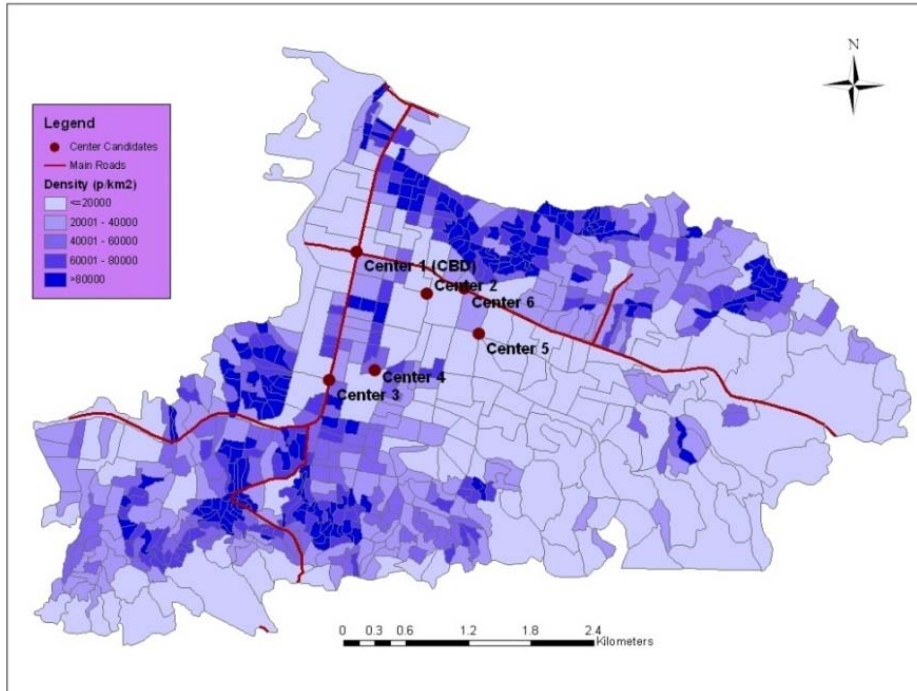 N
Legend
Center Candidates
Main Roads
Density (p/km2)
<=20000
20001 - 40000
40001 - 60000
60001 - 80000
>80000
Center 1 (CBD)
Center 2
Center 6
Center 5
Center 4
Center 3
0 0.3 0.6 1.2 1.8 2.4
Kilometers